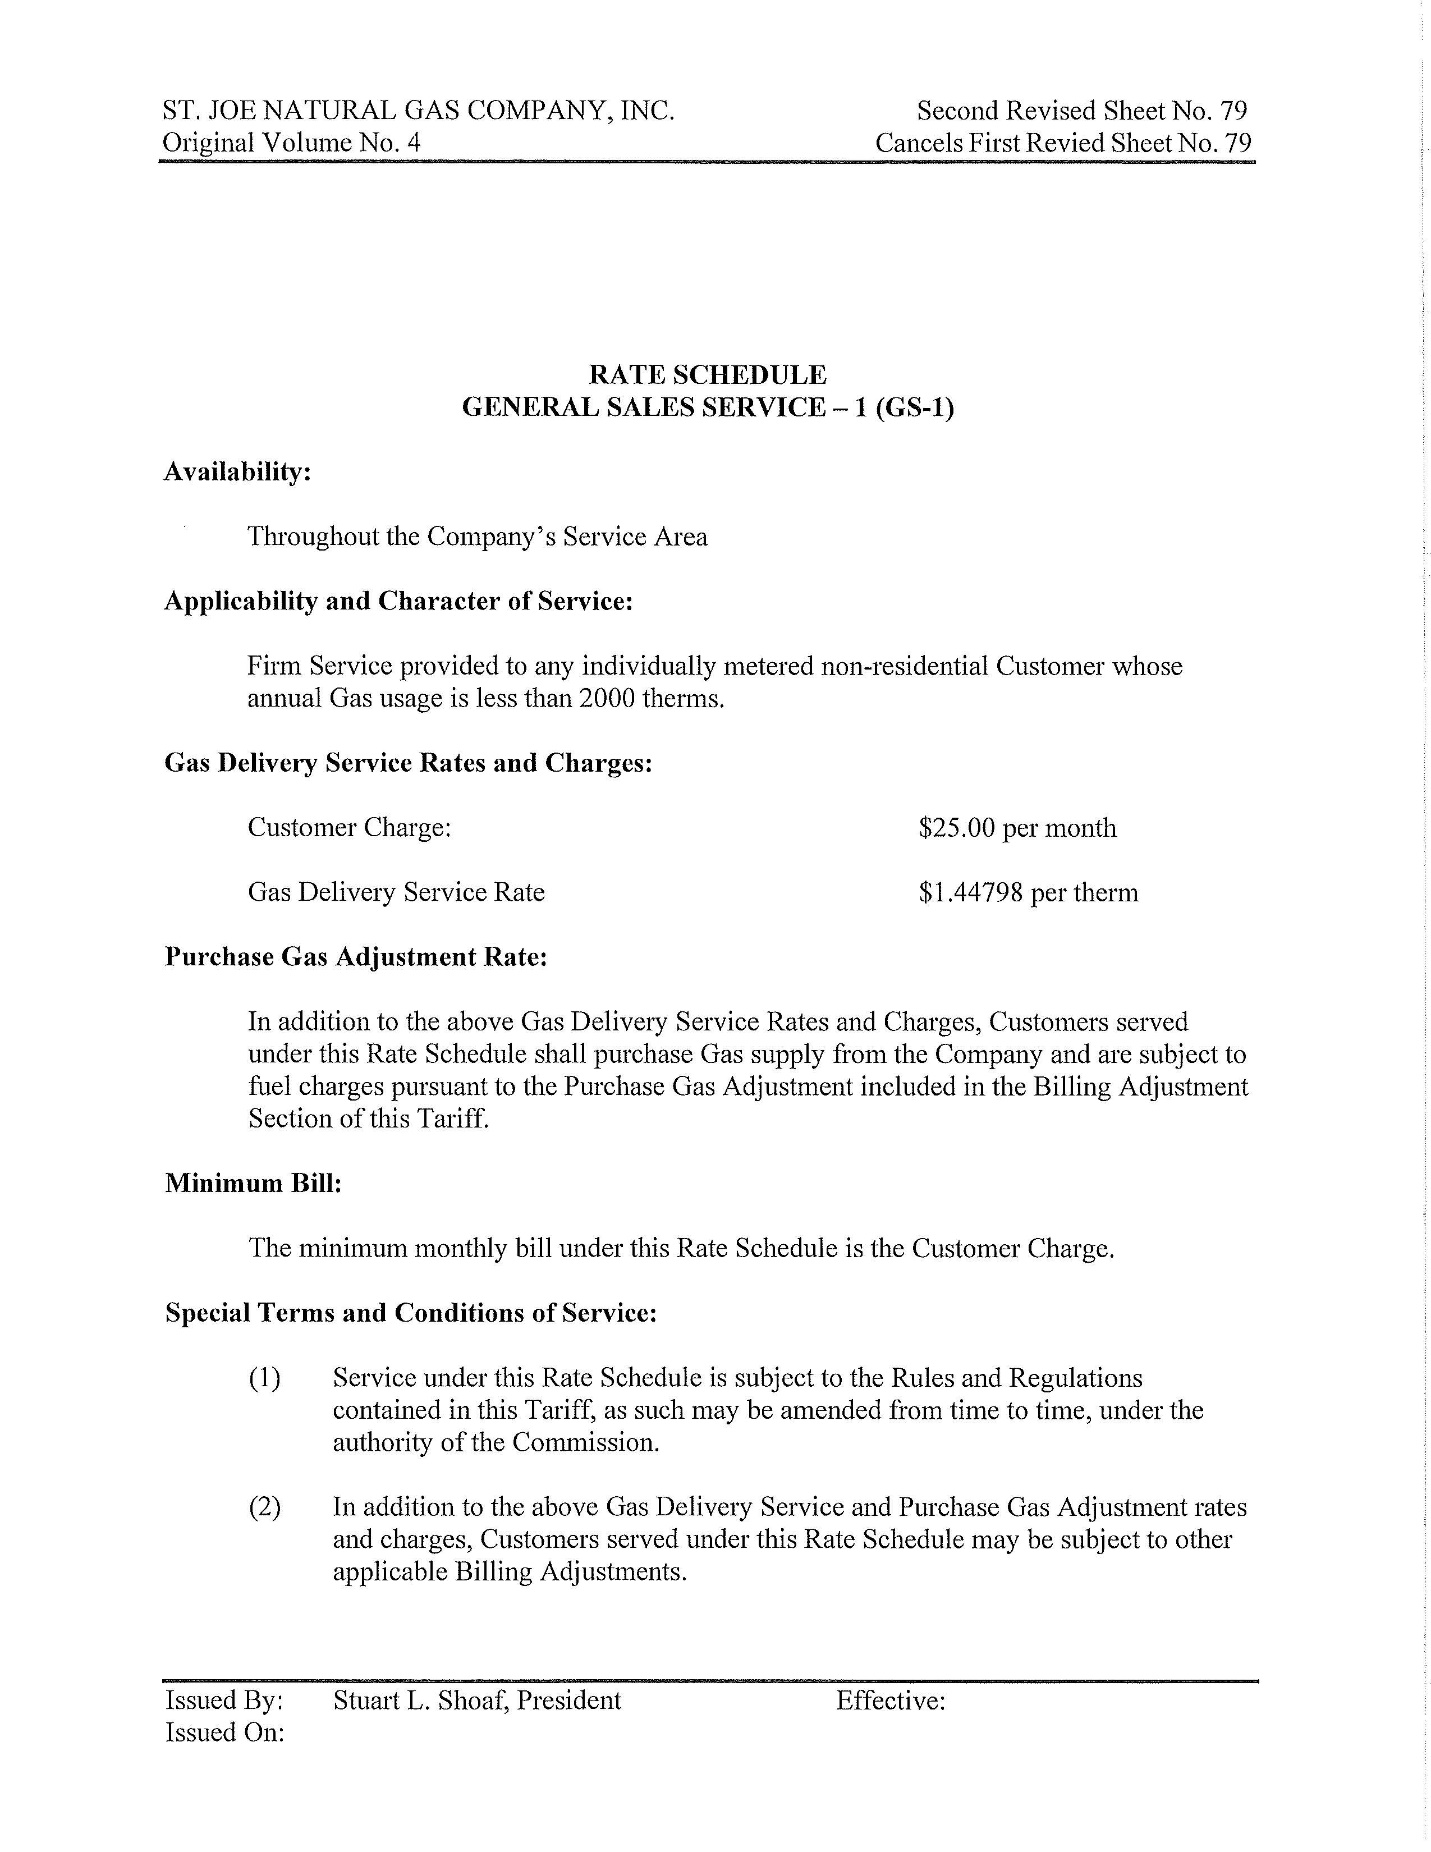 ST. JOE NATURAL GAS COMPANY, INC. Second Revised Sheet No. 79
Original Volume No. 4 Cancels First Revied Sheet No. 79
RATE SCHEDULE
GENERAL SALES SERVICE – 1 (GS-1)
Availability:
Throughout the Company's Service Area
Applicability and Character of Service:
Firm Service provided to any individually metered non-residential Customer whose
annual Gas usage is less than 2000 therms.
Gas Delivery Service Rates and Charges:
Customer Charge: $25.00 per month
Gas Delivery Service Rate $1.44798 per therm
Purchase Gas Adjustment Rate:
In addition to the above Gas Delivery Service Rates and Charges, Customers served
under this Rate Schedule shall purchase Gas supply from the Company and are subject to
fuel charges pursuant to the Purchase Gas Adjustment included in the Billing Adjustment
Section of this Tariff.
Minimum Bill:
The minimum monthly bill under this Rate Schedule is the Customer Charge.
Special Terms and Conditions of Service:
(1) Service under this Rate Schedule is subject to the Rules and Regulations
contained in this Tariff, as such may be amended from time to time, under the
authority of the Commission.
(2) In addition to the above Gas Delivery Service and Purchase Gas Adjustment rates
and charges, Customers served under this Rate Schedule may be subject to other
applicable Billing Adjustments.
Issued By: Stuart L. Shoaf, President Effective:
Issued On: